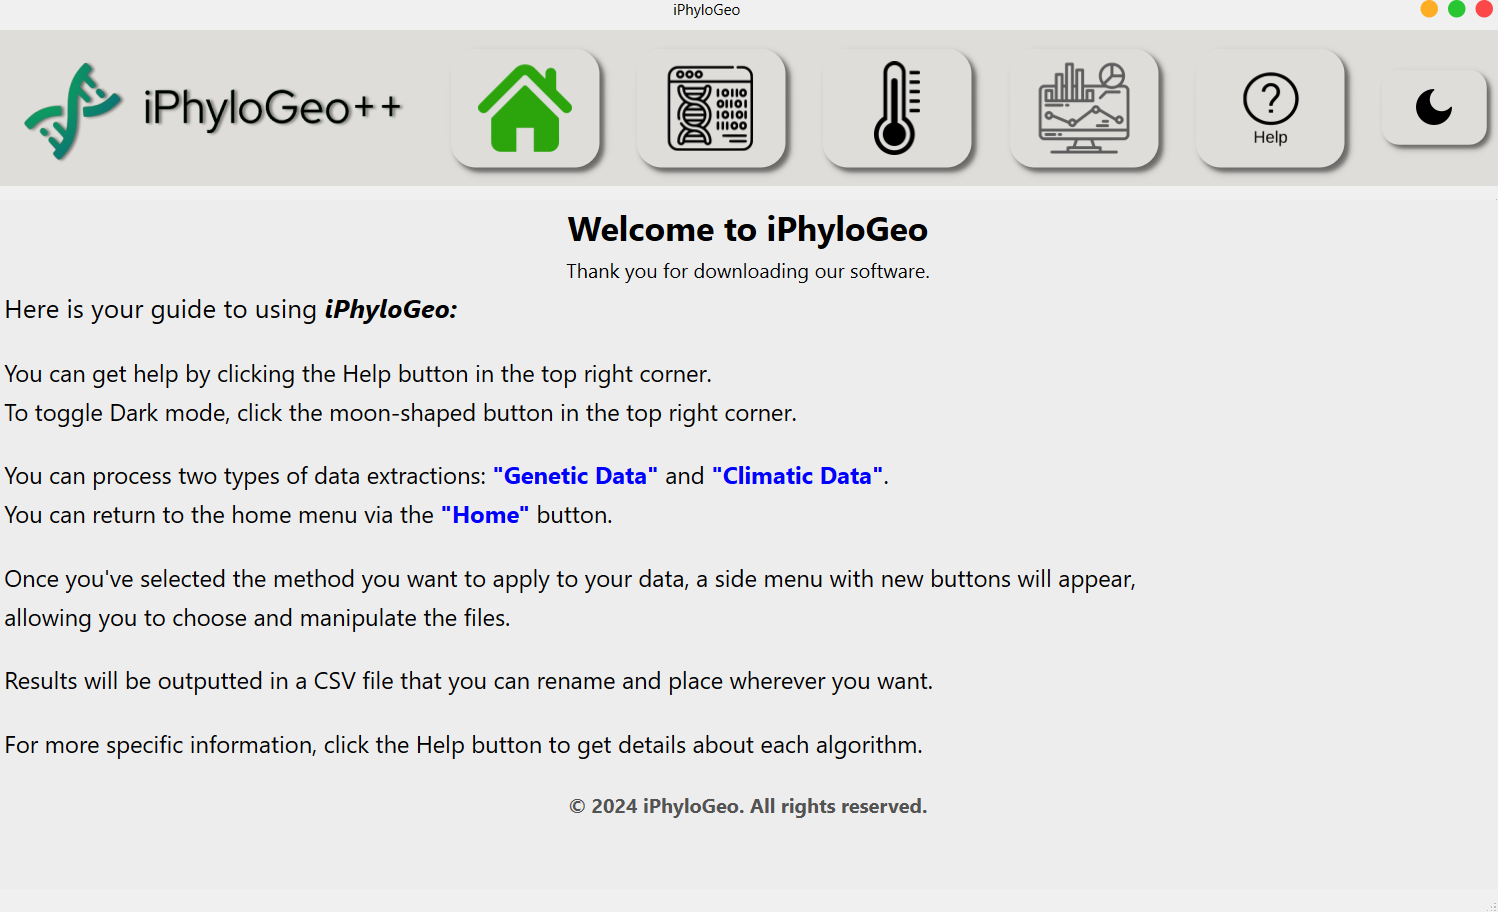 iPhyloGeo
iPhyloGeo++
Help
Welcome to iPhyloGeo
Thank you for downloading our software.
Here is your guide to using iPhyloGeo:
You can get help by clicking the Help button in the top right corner.
To toggle Dark mode, click the moon-shaped button in the top right corner.
You can process two types of data extractions: "Genetic Data" and "Climatic Data".
You can return to the home menu via the "Home" button.
Once you've selected the method you want to apply to your data, a side menu with new buttons will appear,
allowing you to choose and manipulate the files.
Results will be outputted in a CSV file that you can rename and place wherever you want.
For more specific information, click the Help button to get details about each algorithm.
© 2024 iPhyloGeo. All rights reserved.